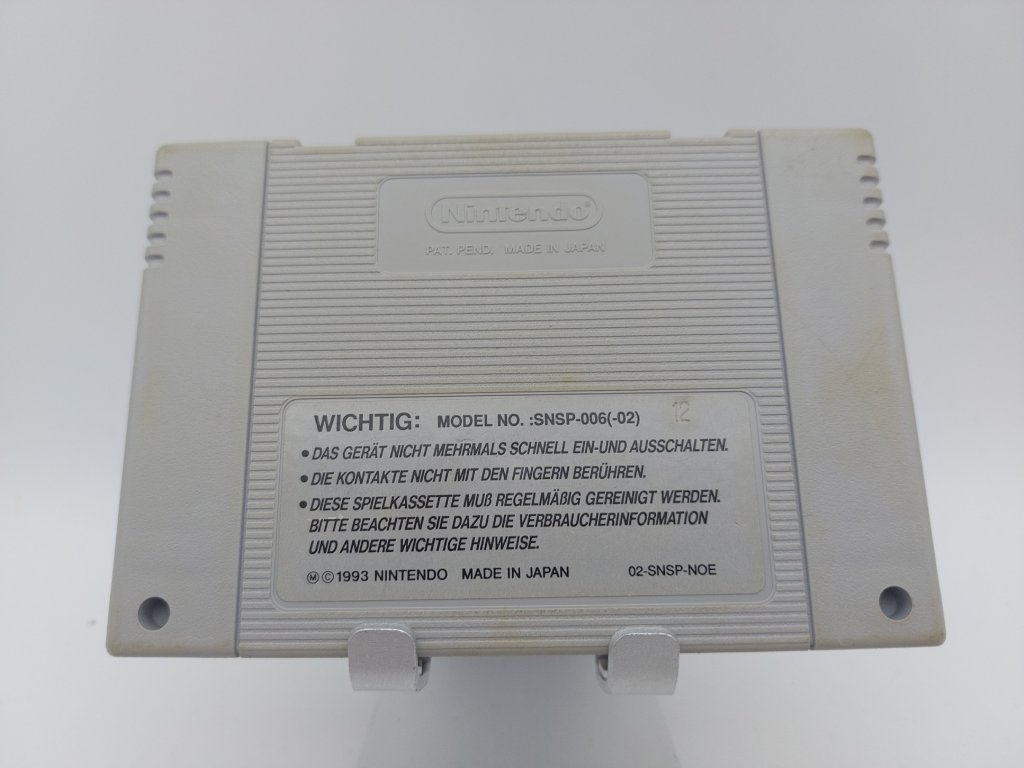 Nintendo®
PAT. PEND. MADE IN JAPAN
WICHTIG: MODEL NO. :SNSP-006(-02) 12
• DAS GERÄT NICHT MEHRMALS SCHNELL EIN-UND AUSSCHALTEN.
• DIE KONTAKTE NICHT MIT DEN FINGERN BERÜHREN.
• DIESE SPIELKASSETTE MUß REGELMÄßIG GEREINIGT WERDEN.
BITTE BEACHTEN SIE DAZU DIE VERBRAUCHERINFORMATION
UND ANDERE WICHTIGE HINWEISE.
Ⓜ©1993 NINTENDO MADE IN JAPAN 02-SNSP-NOE